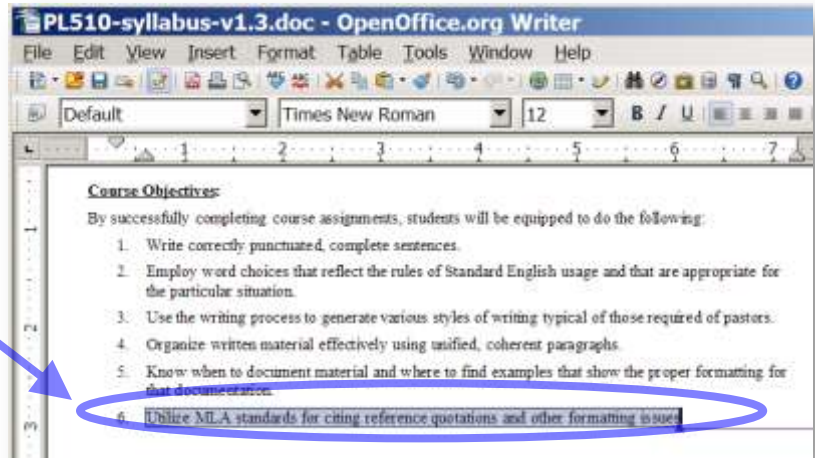 PL510-syllabus-v1.3.doc - OpenOffice.org Writer
File Edit View Insert Format Table Tools Window Help
Default Times New Roman 12 B I U
1 2 3 4 5 6 7
Course Objectives:
By successfully completing course assignments, students will be equipped to do the following:
1. Write correctly punctuated, complete sentences.
2. Employ word choices that reflect the rules of Standard English usage and that are appropriate for
the particular situation.
3. Use the writing process to generate various styles of writing typical of those required of pastors.
4. Organize written material effectively using unified, coherent paragraphs.
5. Know when to document material and where to find examples that show the proper formatting for
that documentation.
6. Utilize MLA standards for citing reference quotations and other formatting issues
1
2
3